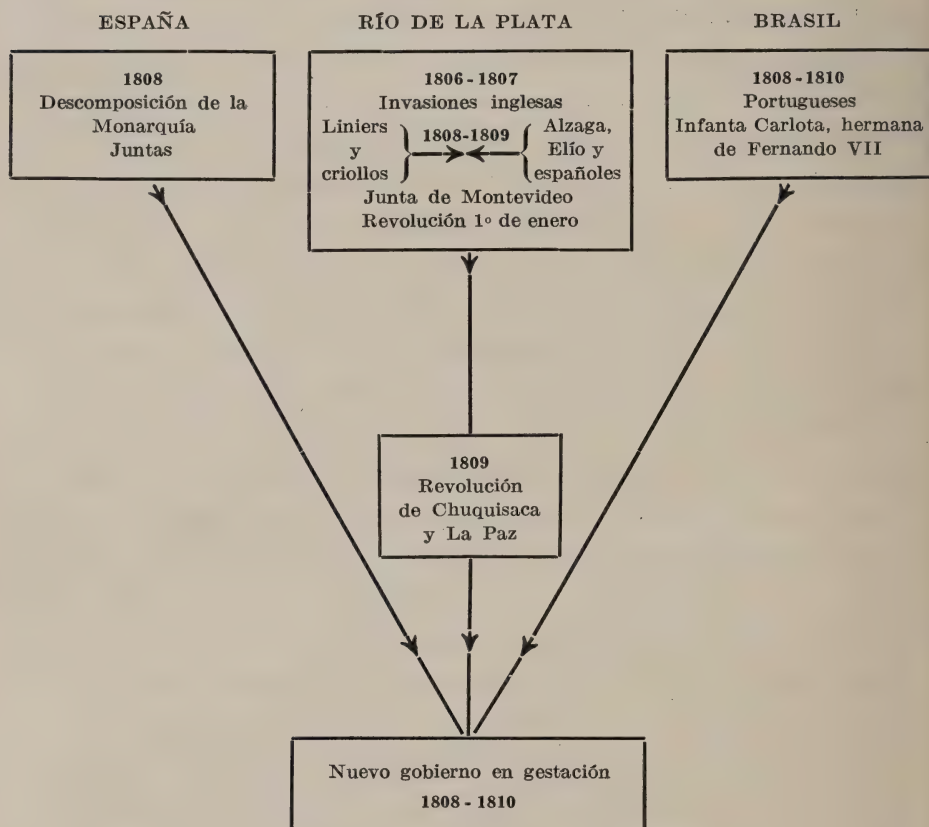 ESPAÑA
1808
Descomposición de la
Monarquía
Juntas
RÍO DE LA PLATA
1806-1807
Invasiones inglesas
Liniers
y
criollos
1808-1809
Alzaga,
Elío y
españoles
Junta de Montevideo
Revolución 1º de enero
BRASIL
1808-1810
Portugueses
Infanta Carlota, hermana
de Fernando VII
1809
Revolución
de Chuquisaca
y La Paz
Nuevo gobierno en gestación
1808 - 1810